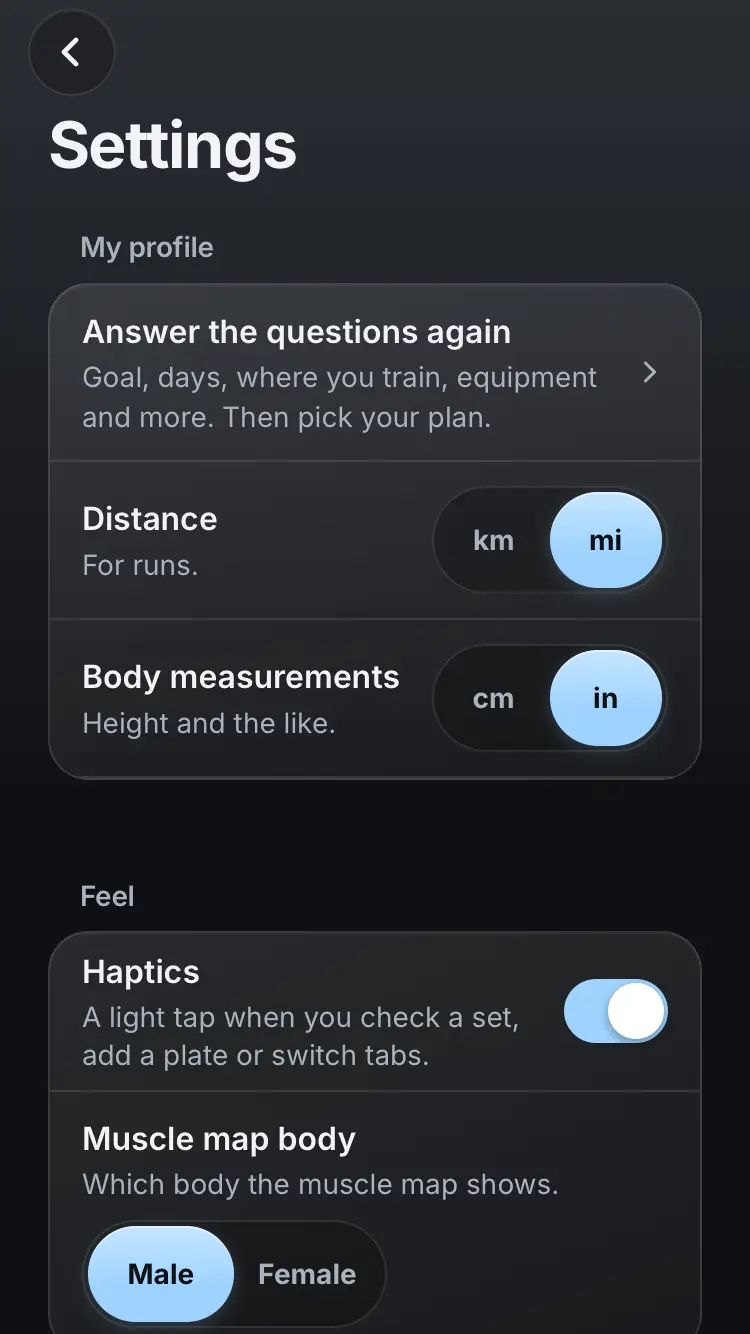 Settings
My profile
Answer the questions again
Goal, days, where you train, equipment
and more. Then pick your plan.
Distance
For runs.
km
mi
Body measurements
Height and the like.
cm
in
Feel
Haptics
A light tap when you check a set,
add a plate or switch tabs.
Muscle map body
Which body the muscle map shows.
Male
Female